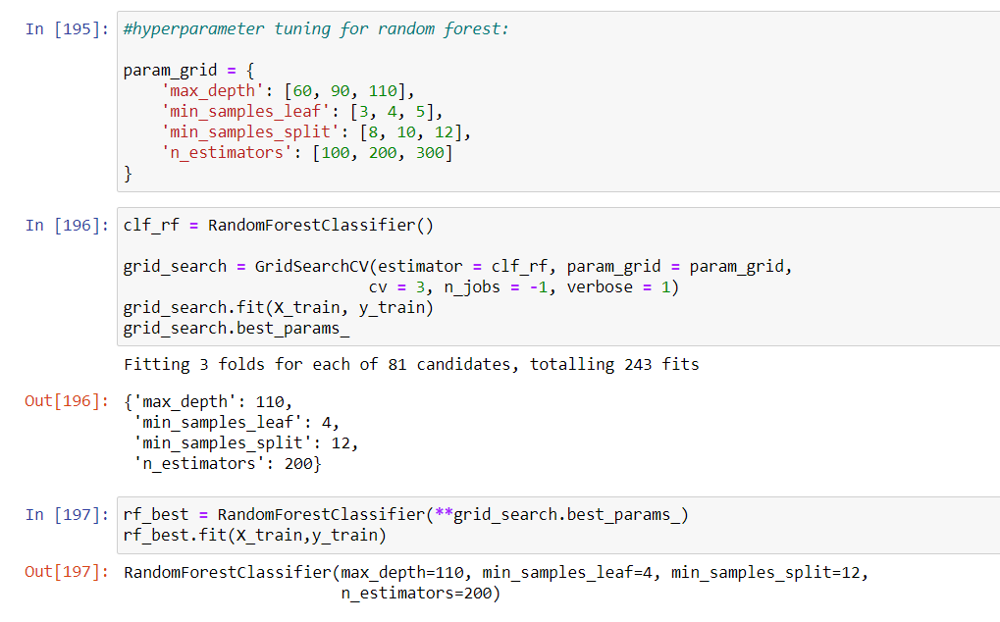 In [195]: #hyperparameter tuning for random forest:
param_grid = {
'max_depth': [60, 90, 110],
'min_samples_leaf': [3, 4, 5],
'min_samples_split': [8, 10, 12],
'n_estimators': [100, 200, 300]
}
In [196]: clf_rf = RandomForestClassifier()
grid_search = GridSearchCV(estimator = clf_rf, param_grid = param_grid,
cv = 3, n_jobs = -1, verbose = 1)
grid_search.fit(X_train, y_train)
grid_search.best_params_
Fitting 3 folds for each of 81 candidates, totalling 243 fits
Out[196]: {'max_depth': 110,
'min_samples_leaf': 4,
'min_samples_split': 12,
'n_estimators': 200}
In [197]: rf_best = RandomForestClassifier(**grid_search.best_params_)
rf_best.fit(X_train,y_train)
Out[197]: RandomForestClassifier(max_depth=110, min_samples_leaf=4, min_samples_split=12,
n_estimators=200)